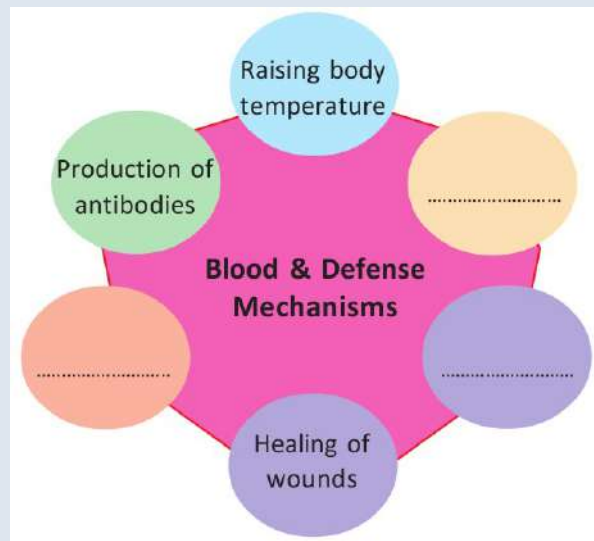 Raising body
temperature
Production of
antibodies
........................
Blood & Defense
Mechanisms
........................
........................
Healing of
wounds